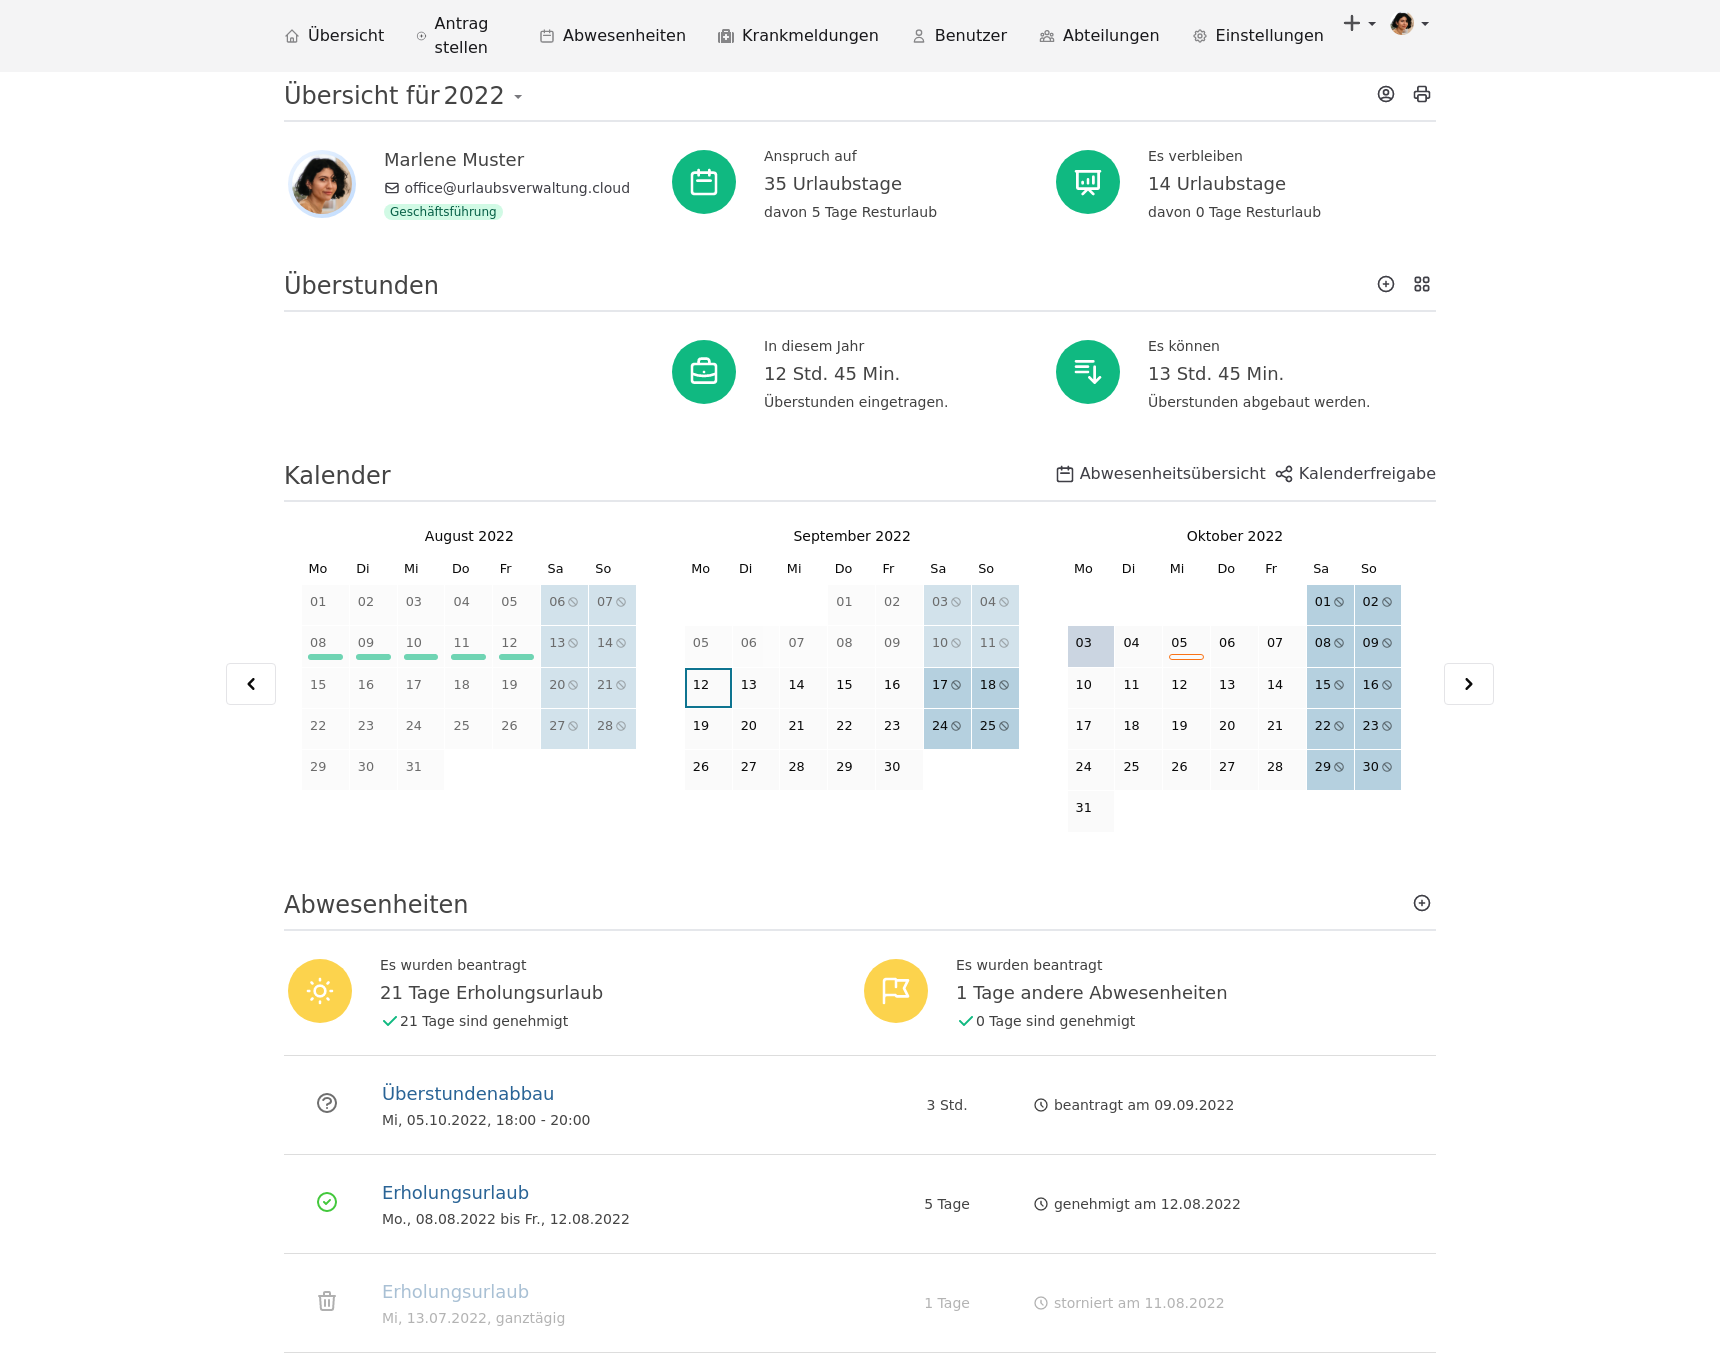 Übersicht
Antrag stellen
Abwesenheiten
Krankmeldungen
Benutzer
Abteilungen
Einstellungen
Übersicht für 2022
Marlene Muster
office@urlaubsverwaltung.cloud
Geschäftsführung
Anspruch auf
35 Urlaubstage
davon 5 Tage Resturlaub
Es verbleiben
14 Urlaubstage
davon 0 Tage Resturlaub
Überstunden
In diesem Jahr
12 Std. 45 Min.
Überstunden eingetragen.
Es können
13 Std. 45 Min.
Überstunden abgebaut werden.
Kalender
Abwesenheitsübersicht
Kalenderfreigabe
August 2022
Mo Di Mi Do Fr Sa So
01 02 03 04 05 06 07
08 09 10 11 12 13 14
15 16 17 18 19 20 21
22 23 24 25 26 27 28
29 30 31
September 2022
Mo Di Mi Do Fr Sa So
01 02 03 04
05 06 07 08 09 10 11
12 13 14 15 16 17 18
19 20 21 22 23 24 25
26 27 28 29 30
Oktober 2022
Mo Di Mi Do Fr Sa So
01 02
03 04 05 06 07 08 09
10 11 12 13 14 15 16
17 18 19 20 21 22 23
24 25 26 27 28 29 30
31
Abwesenheiten
Es wurden beantragt
21 Tage Erholungsurlaub
21 Tage sind genehmigt
Es wurden beantragt
1 Tage andere Abwesenheiten
0 Tage sind genehmigt
Überstundenabbau
Mi, 05.10.2022, 18:00 - 20:00
3 Std.
beantragt am 09.09.2022
Erholungsurlaub
Mo., 08.08.2022 bis Fr., 12.08.2022
5 Tage
genehmigt am 12.08.2022
Erholungsurlaub
Mi, 13.07.2022, ganztägig
1 Tage
storniert am 11.08.2022